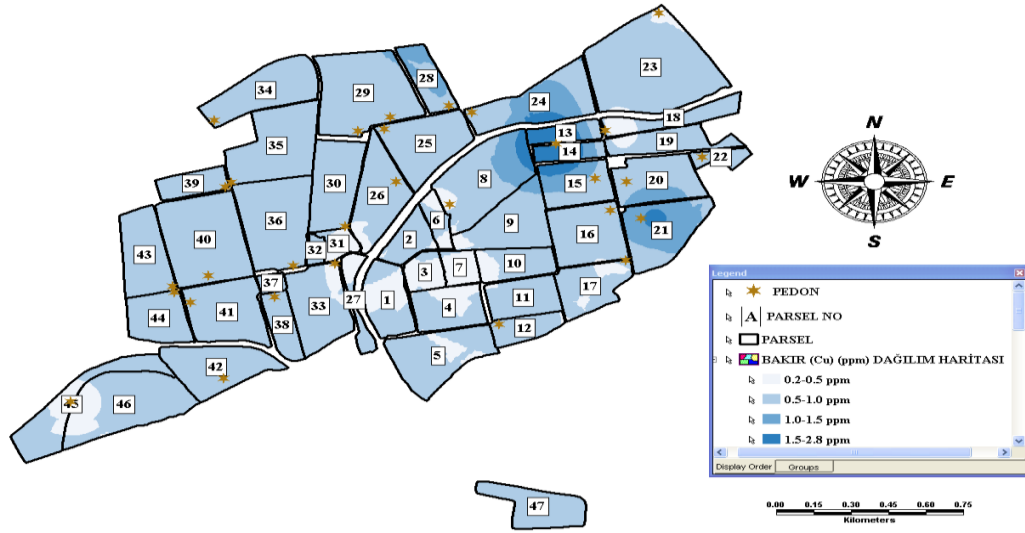 23
34
28
29
24
18
13
19
25
14
22
35
8
15
20
39
30
26
36
6
9
16
21
2
40
31
32
43
3
7
10
37
17
27
1
11
33
4
44
41
38
12
5
42
45
46
47
N
W
E
S
Legend
PEDON
A PARSEL NO
PARSEL
BAKIR (Cu) (ppm) DAĞILIM HARİTASI
0.2-0.5 ppm
0.5-1.0 ppm
1.0-1.5 ppm
1.5-2.8 ppm
Display Order Groups
0.00 0.15 0.30 0.45 0.60 0.75
Kilometers